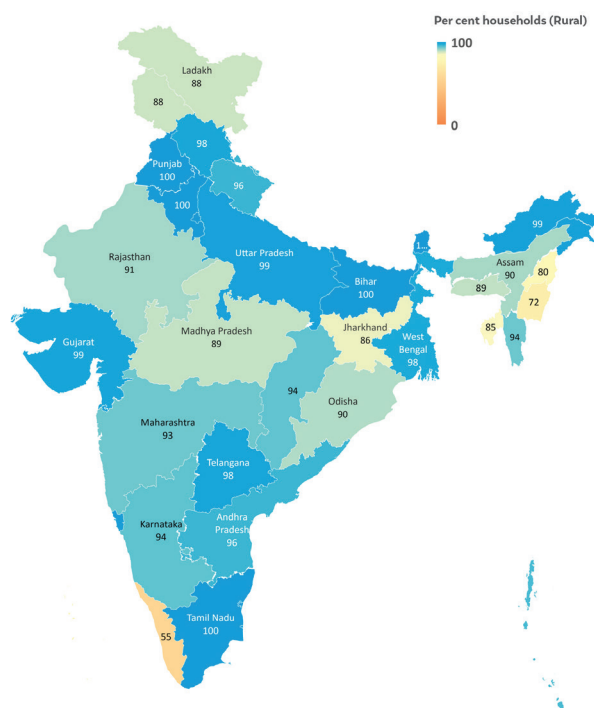 Per cent households (Rural)
100
0
Ladakh
88
88
98
Punjab
100
96
100
99
Rajasthan
91
Uttar Pradesh
99
1...
Assam
90
80
Bihar
100
89
72
Gujarat
99
Madhya Pradesh
89
Jharkhand
86
West
Bengal
98
85
94
94
Odisha
90
Maharashtra
93
Telangana
98
Karnataka
94
Andhra
Pradesh
96
Tamil Nadu
100
55